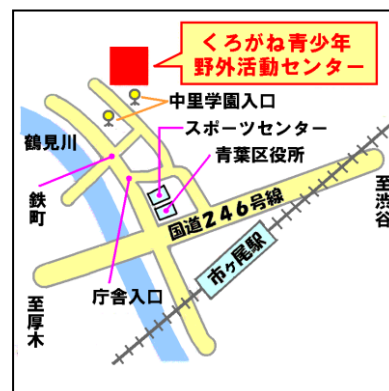 くろがね青少年
野外活動センター
中里学園入口
スポーツセンター
鶴見川
青葉区役所
鉄町
国道246号線
至渋谷
市ヶ尾駅
庁舎入口
至厚木